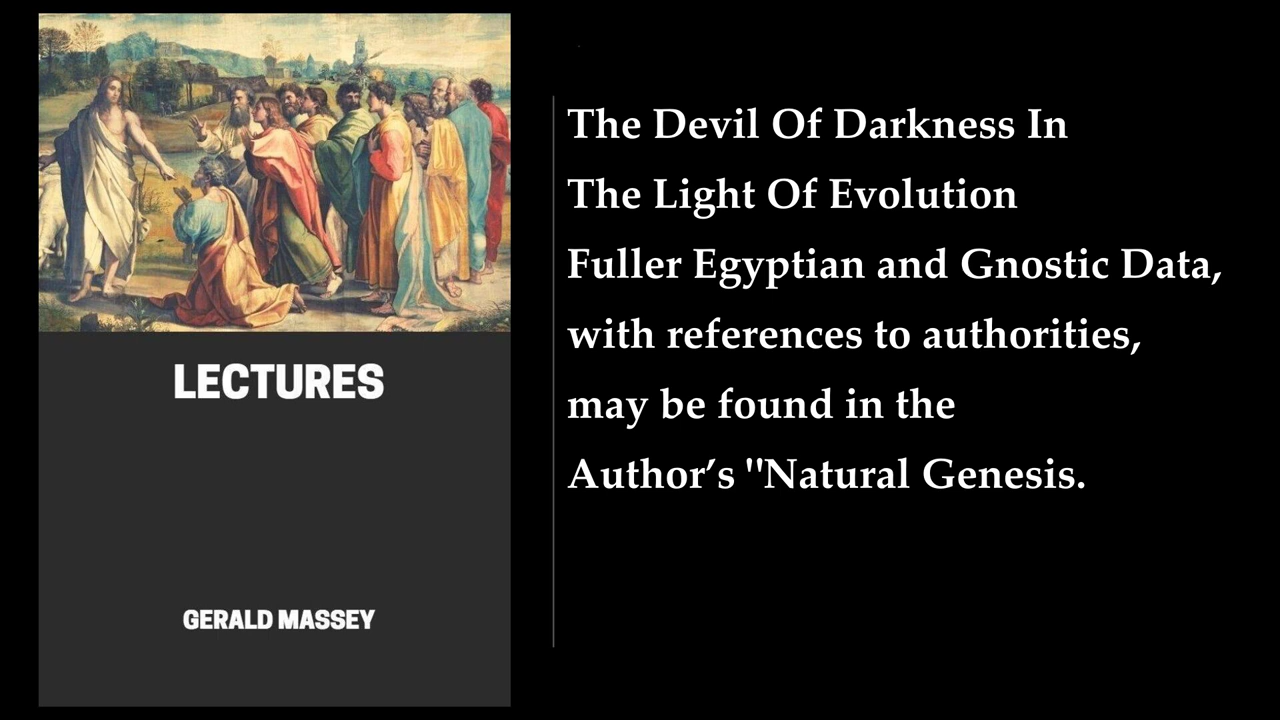 LECTURES
GERALD MASSEY
The Devil Of Darkness In
The Light Of Evolution
Fuller Egyptian and Gnostic Data,
with references to authorities,
may be found in the
Author’s "Natural Genesis.